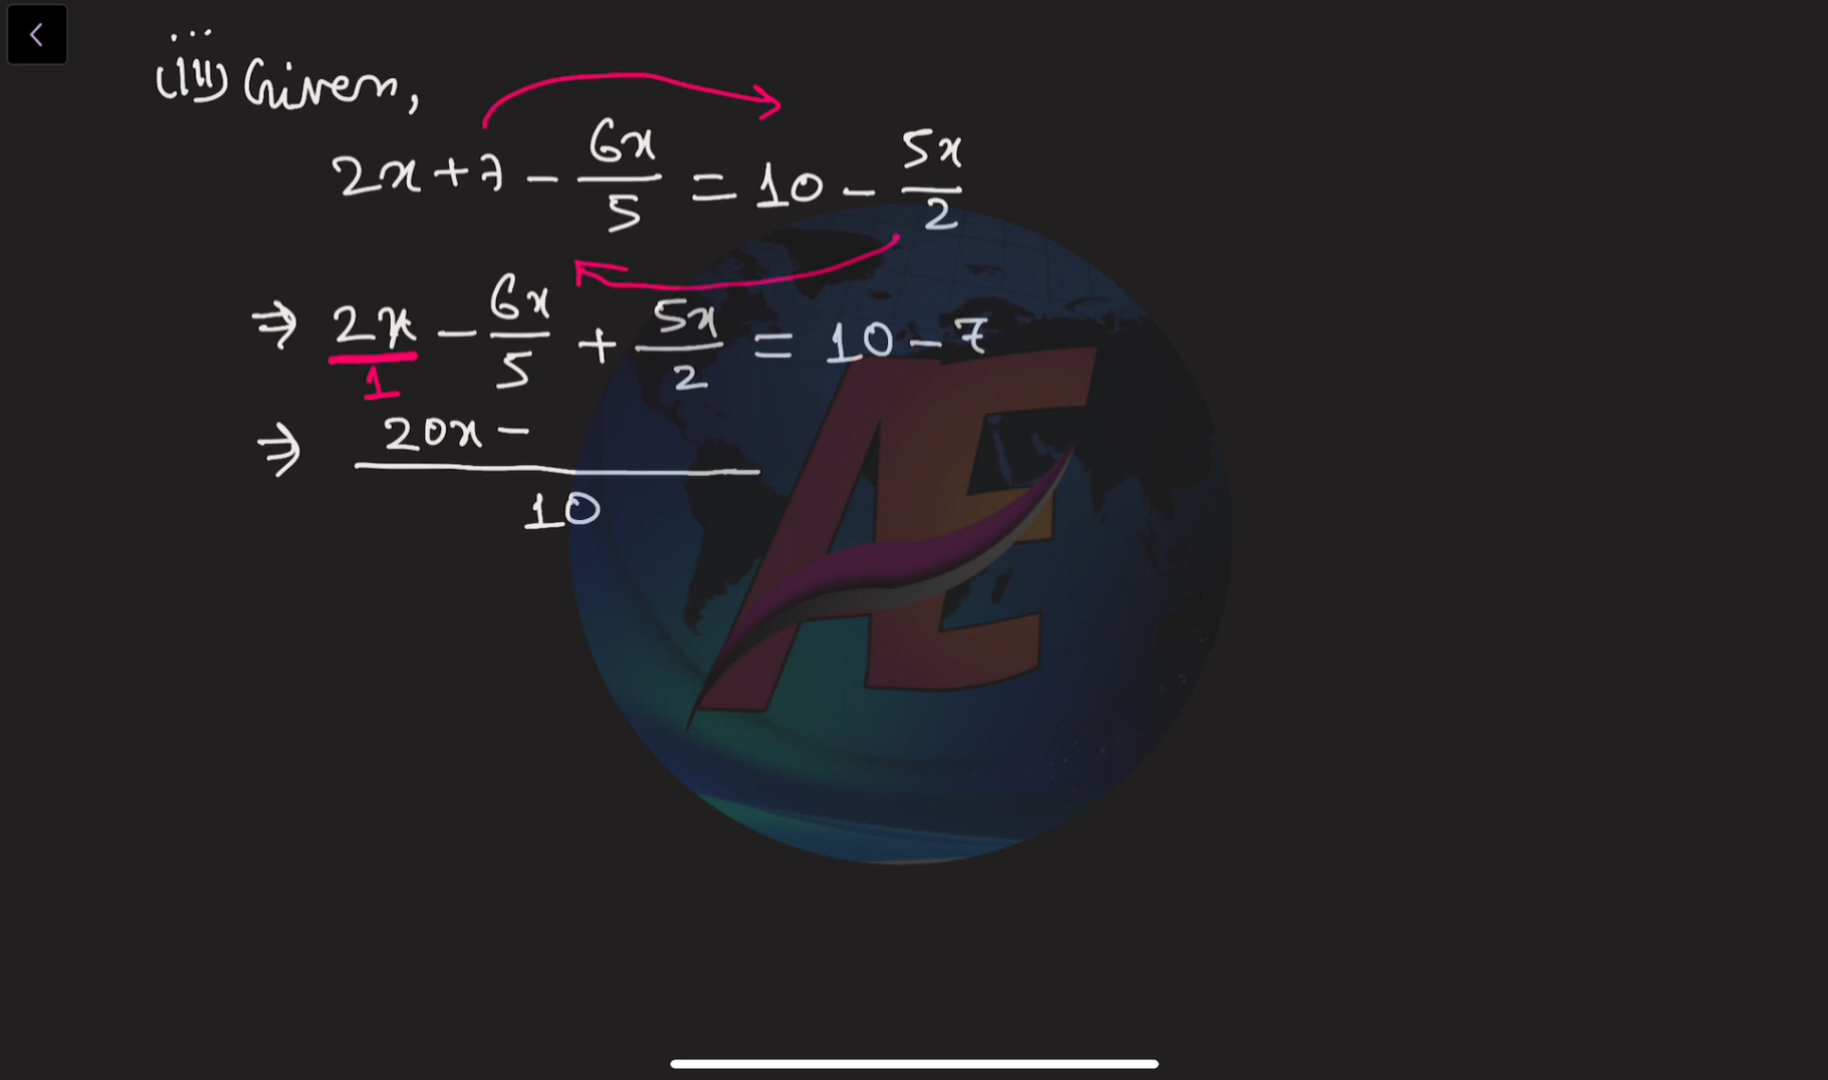 (iii) Given,
2x + 7 - 6x/5 = 10 - 5x/2
⇒ 2x/1 - 6x/5 + 5x/2 = 10 - 7
⇒ 20x - / 10
AE